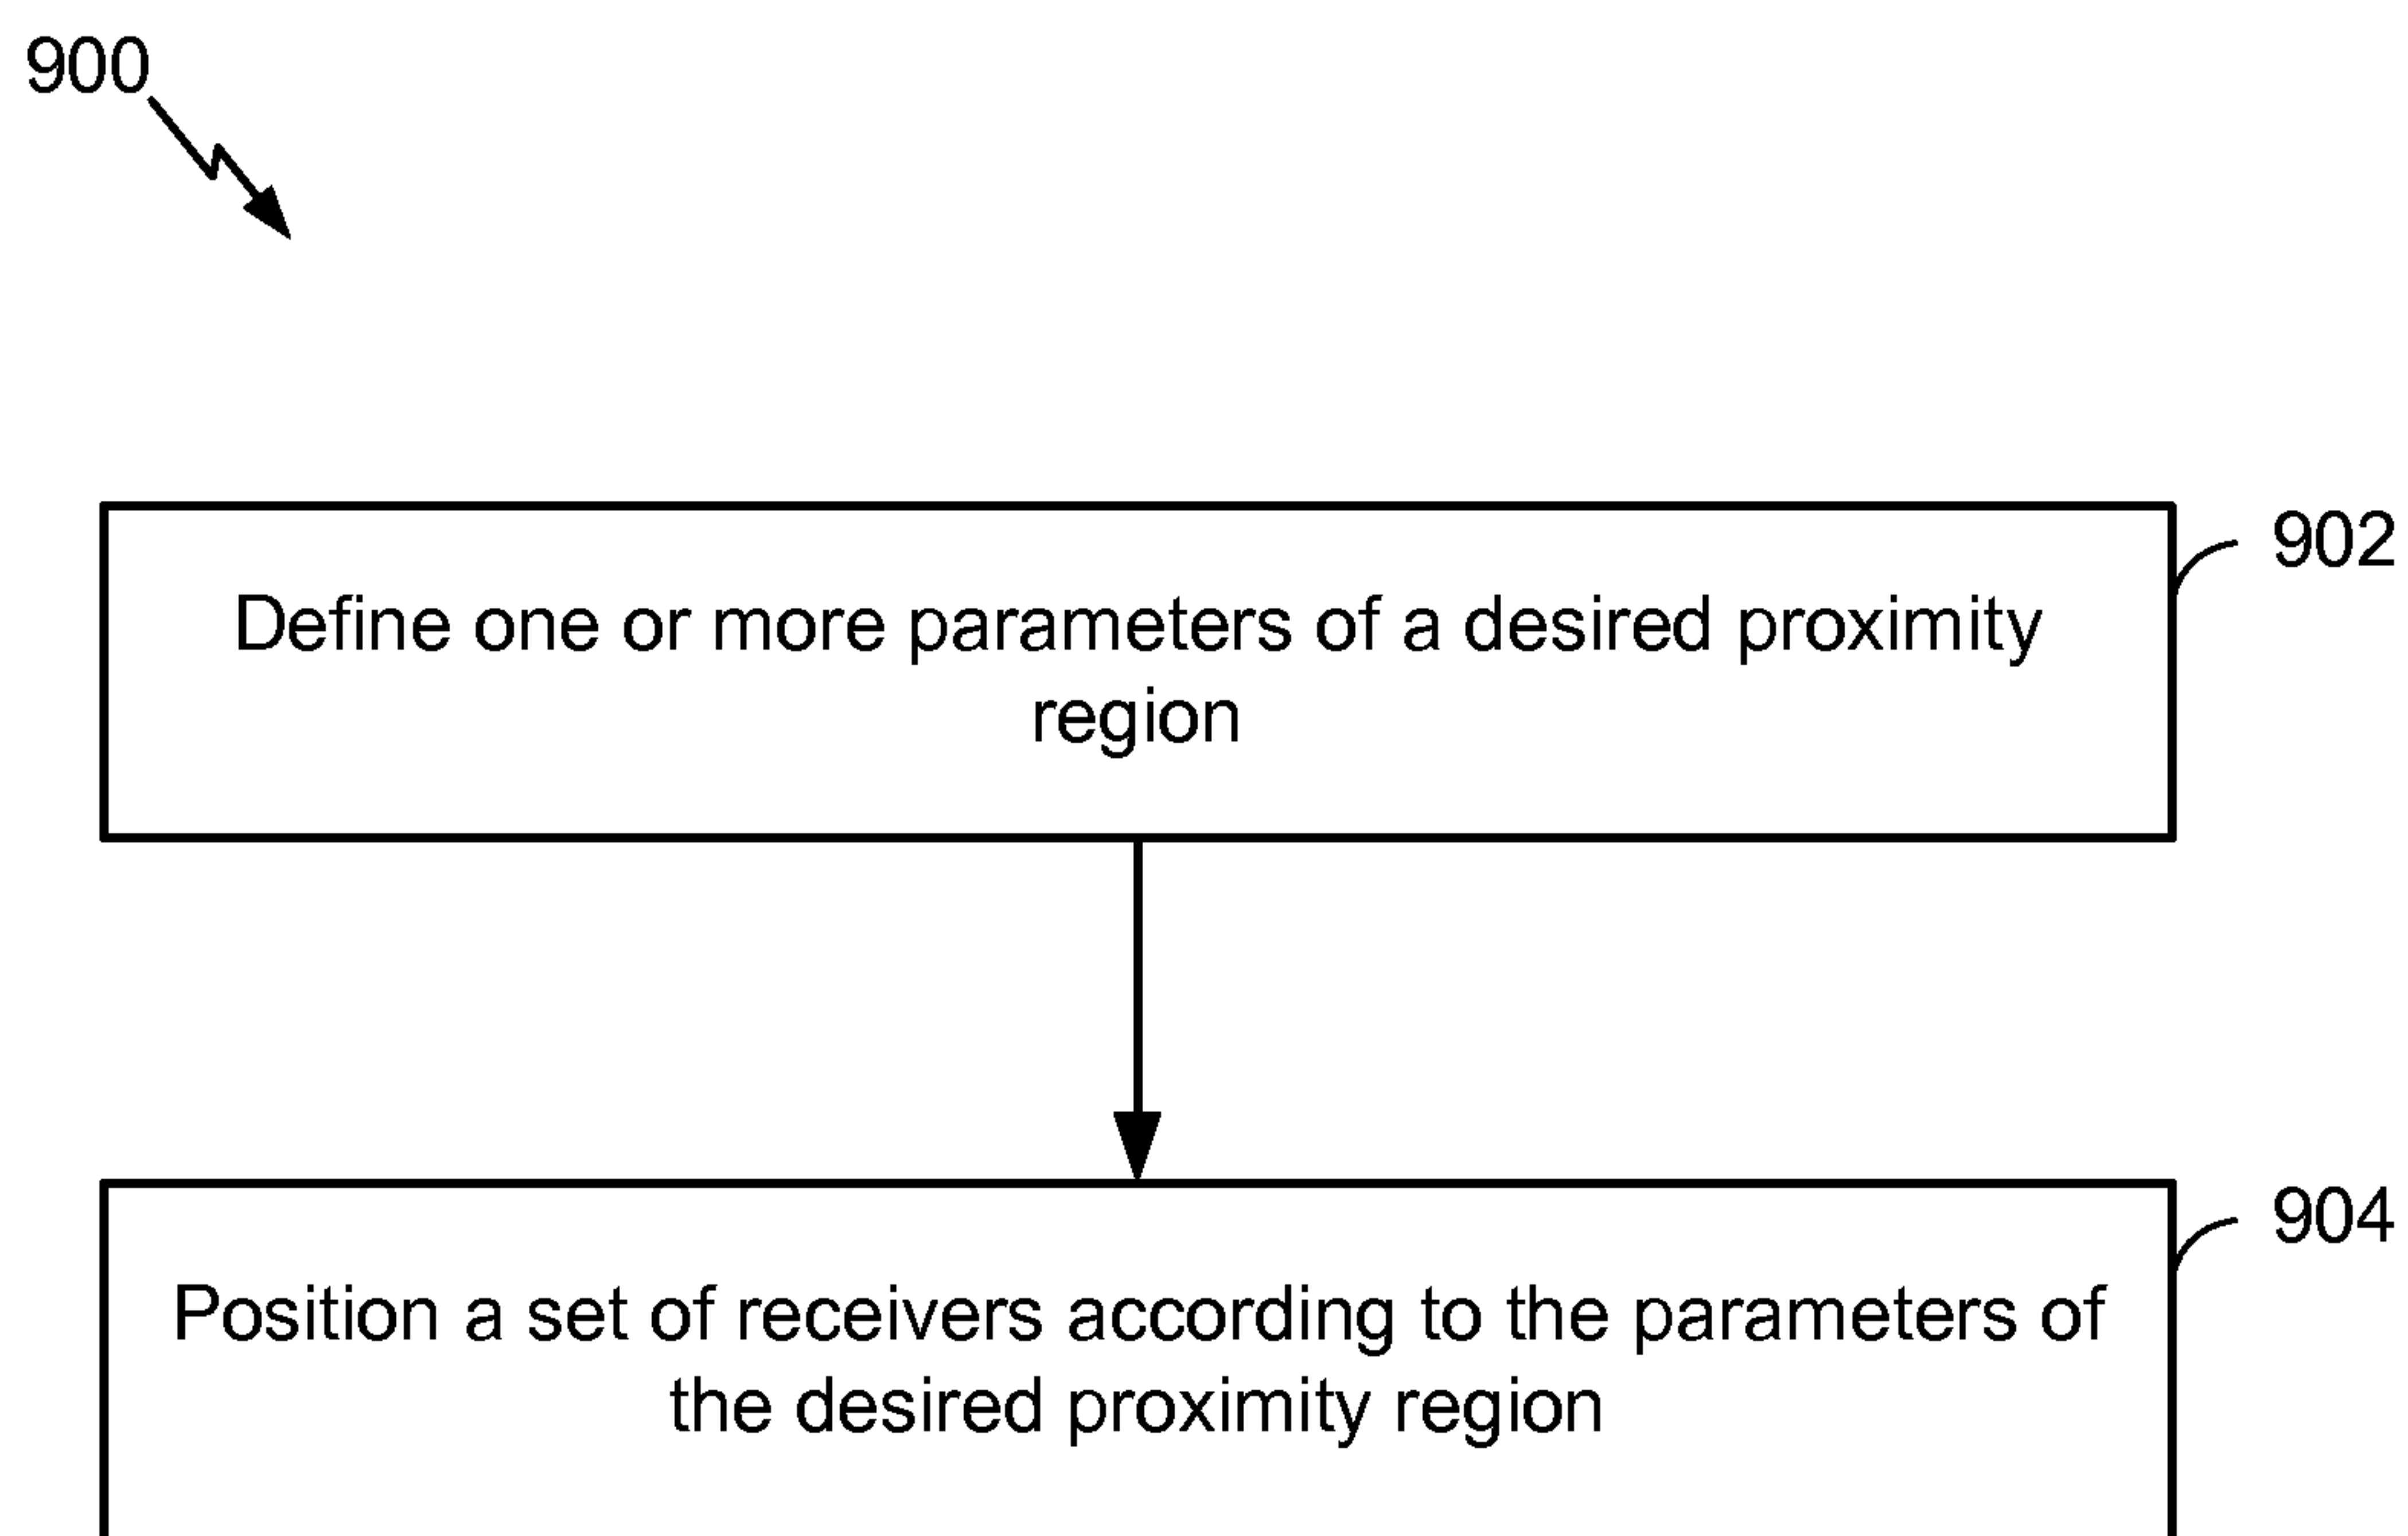 900
902
Define one or more parameters of a desired proximity
region
904
Position a set of receivers according to the parameters of
the desired proximity region